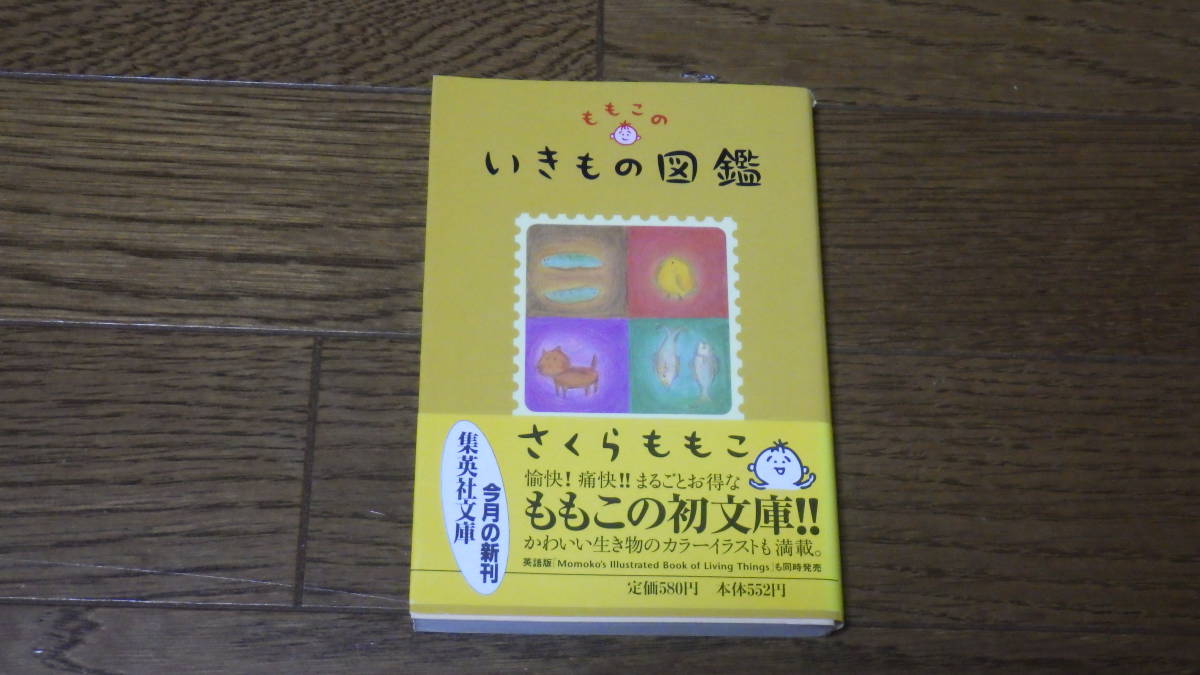 ももこの
いきもの図鑑
さくらももこ
愉快! 痛快!! まるごとお得な
ももこの初文庫!!
かわいい生き物のカラーイラストも満載。
英語版「Momoko's Illustrated Book of Living Things」も同時発売
定価580円 本体552円
今月の新刊
集英社文庫